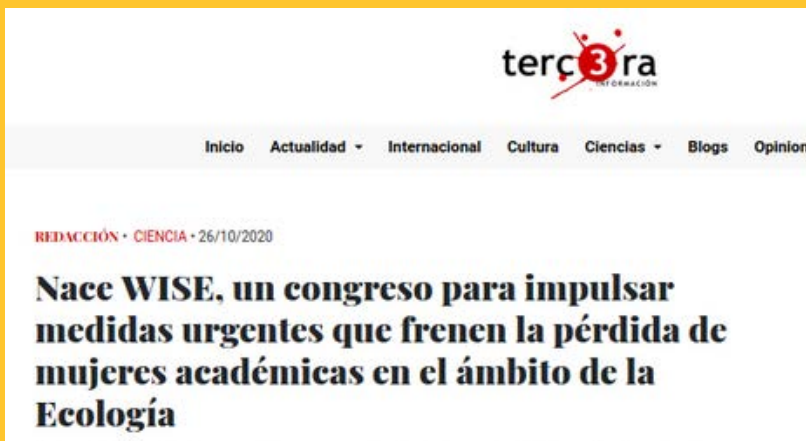 terc3ra
INFORMACIÓN
Inicio Actualidad Internacional Cultura Ciencias Blogs Opinion
REDACCIÓN • CIENCIA • 26/10/2020
Nace WISE, un congreso para impulsar
medidas urgentes que frenen la pérdida de
mujeres académicas en el ámbito de la
Ecología